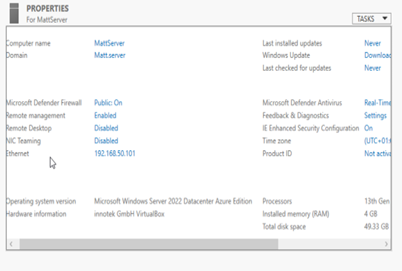 PROPERTIES
For MattServer
TASKS
Computer name MattServer Last installed updates Never
Domain Matt.server Windows Update Downloac
Last checked for updates Never
Microsoft Defender Firewall Public: On Microsoft Defender Antivirus Real-Time
Remote management Enabled Feedback & Diagnostics Settings
Remote Desktop Disabled IE Enhanced Security Configuration On
NIC Teaming Disabled Time zone (UTC+01:
Ethernet 192.168.50.101 Product ID Not activa
Operating system version Microsoft Windows Server 2022 Datacenter Azure Edition Processors 13th Gen
Hardware information innotek GmbH VirtualBox Installed memory (RAM) 4 GB
Total disk space 49.33 GB